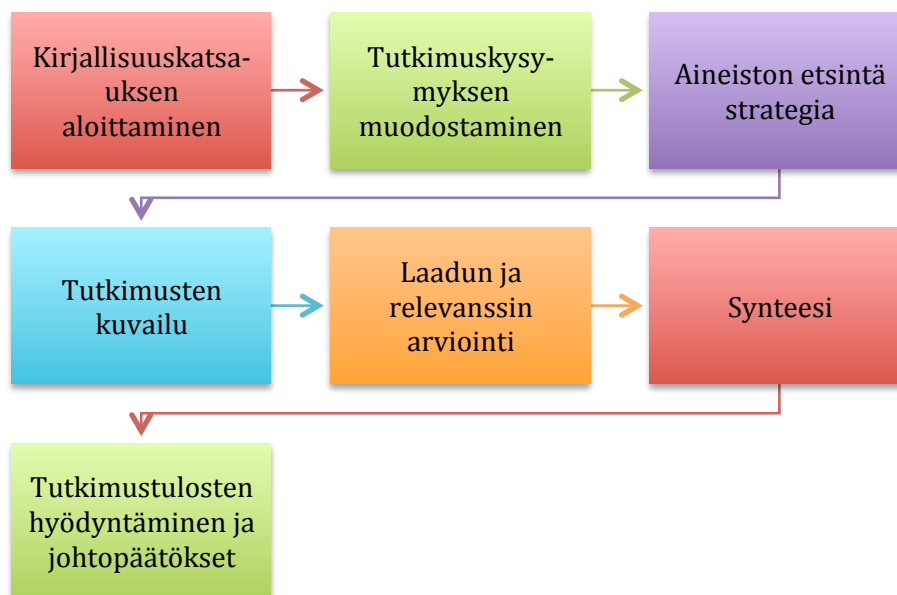 Kirjallisuuskatsa-
uuksen
aloittaminen
Tutkimuskysy-
myksen
muodostaminen
Aineiston etsintä
strategia
Tutkimusten
kuvailu
Laadun ja
relevanssin
arviointi
Synteesi
Tutkimustulosten
hyödyntäminen ja
johtopäätökset